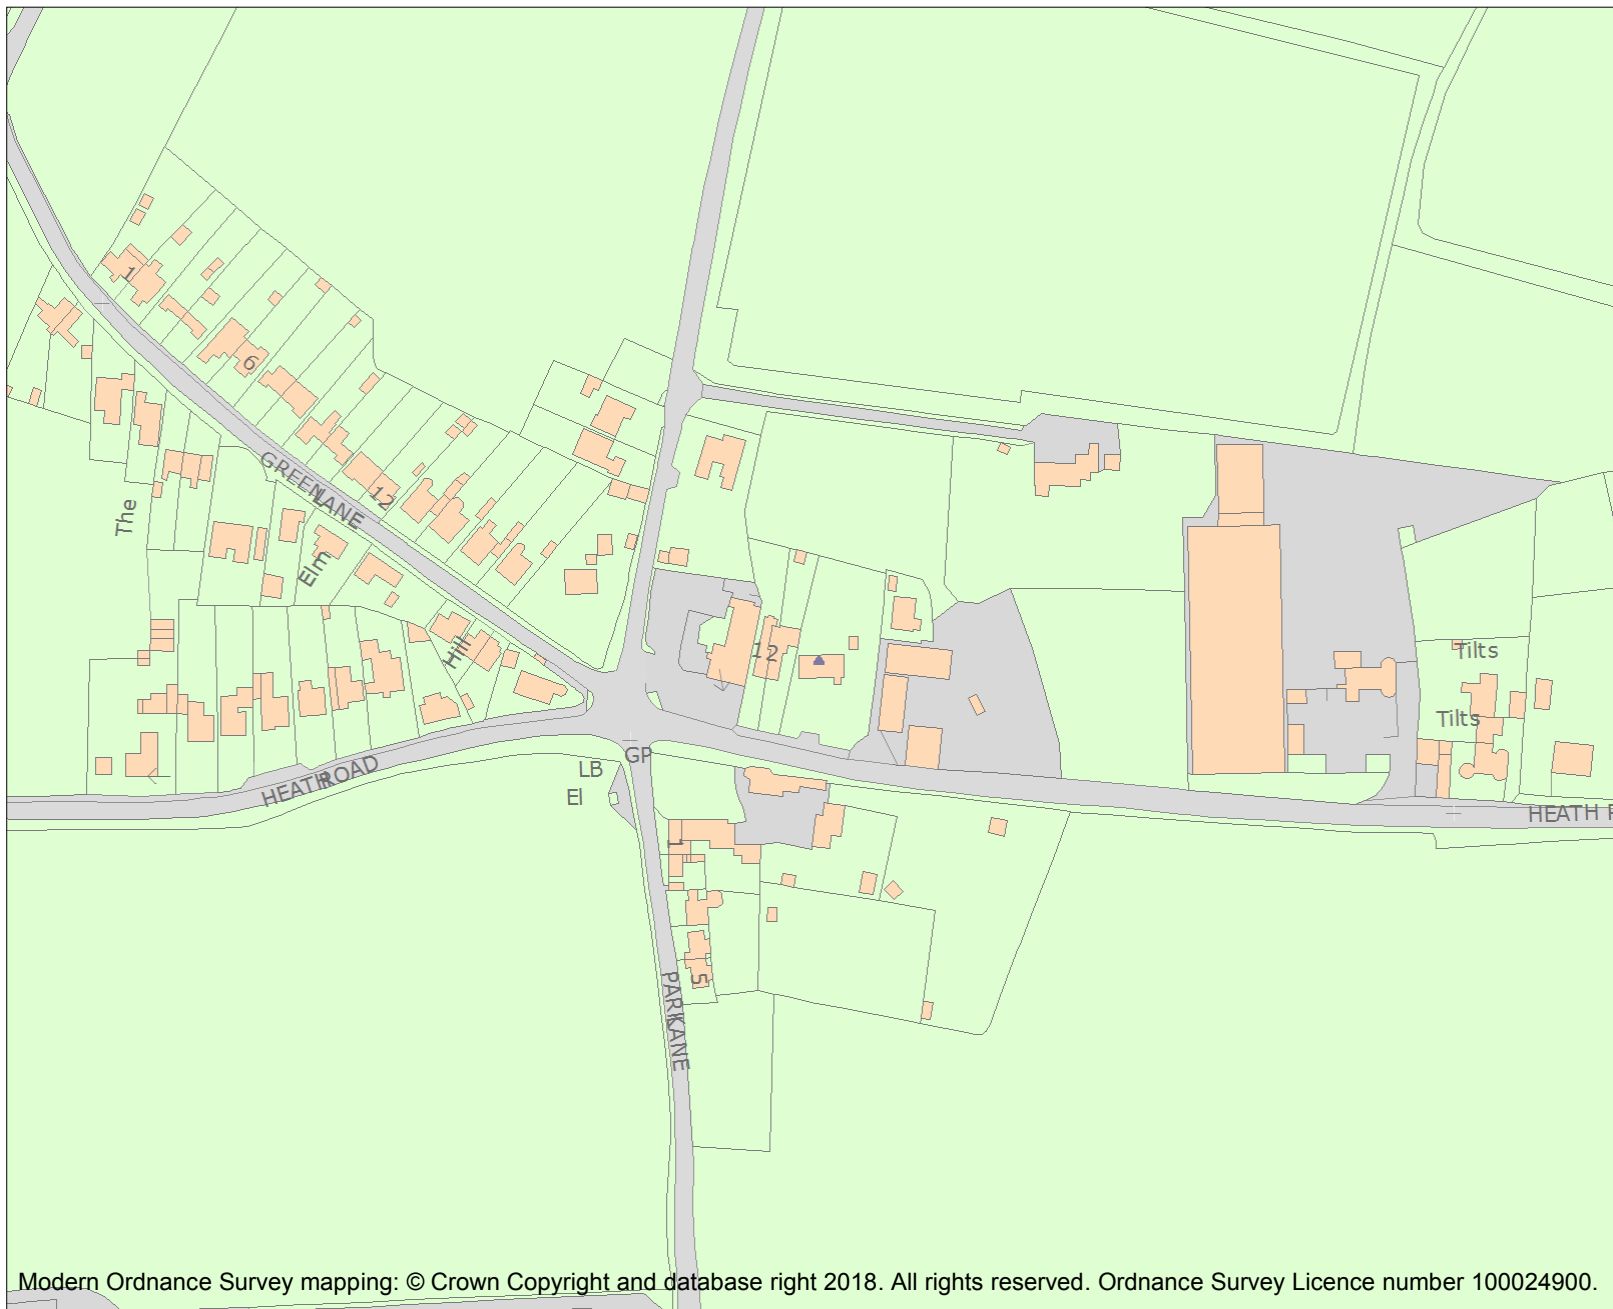 1
6
GREEN LANE
12
The
Elm
Hill
12
Tilts
Tilts
GP
LB
El
HEATH ROAD
HEATH R
1
5
PARK LANE
Modern Ordnance Survey mapping: © Crown Copyright and database right 2018. All rights reserved. Ordnance Survey Licence number 100024900.